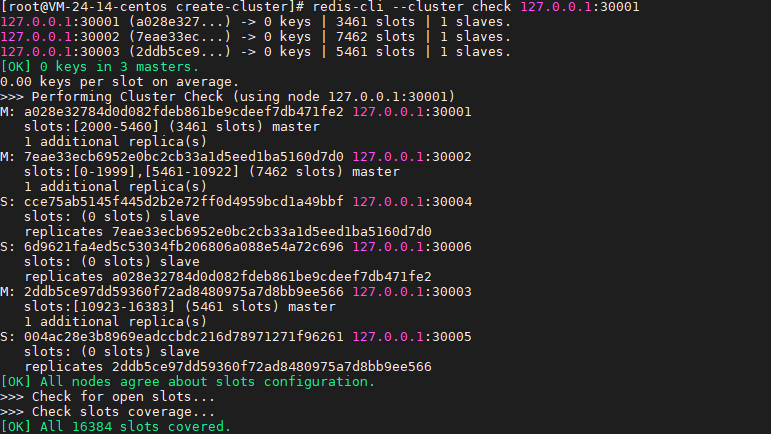 [root@VM-24-14-centos create-cluster]# redis-cli --cluster check 127.0.0.1:30001
127.0.0.1:30001 (a028e327...) -> 0 keys | 3461 slots | 1 slaves.
127.0.0.1:30002 (7eae33ec...) -> 0 keys | 7462 slots | 1 slaves.
127.0.0.1:30003 (2ddb5ce9...) -> 0 keys | 5461 slots | 1 slaves.
[OK] 0 keys in 3 masters.
0.00 keys per slot on average.
>>> Performing Cluster Check (using node 127.0.0.1:30001)
M: a028e32784d0d082fdeb861be9cdeef7db471fe2 127.0.0.1:30001
   slots:[2000-5460] (3461 slots) master
   1 additional replica(s)
M: 7eae33ecb6952e0bc2cb33a1d5eed1ba5160d7d0 127.0.0.1:30002
   slots:[0-1999],[5461-10922] (7462 slots) master
   1 additional replica(s)
S: cce75ab5145f445d2b2e72ff0d4959bcd1a49bbf 127.0.0.1:30004
   slots: (0 slots) slave
   replicates 7eae33ecb6952e0bc2cb33a1d5eed1ba5160d7d0
S: 6d9621fa4ed5c53034fb206806a088e54a72c696 127.0.0.1:30006
   slots: (0 slots) slave
   replicates a028e32784d0d082fdeb861be9cdeef7db471fe2
M: 2ddb5ce97dd59360f72ad8480975a7d8bb9ee566 127.0.0.1:30003
   slots:[10923-16383] (5461 slots) master
   1 additional replica(s)
S: 004ac28e3b8969eadccbdc216d78971271f96261 127.0.0.1:30005
   slots: (0 slots) slave
   replicates 2ddb5ce97dd59360f72ad8480975a7d8bb9ee566
[OK] All nodes agree about slots configuration.
>>> Check for open slots...
>>> Check slots coverage...
[OK] All 16384 slots covered.